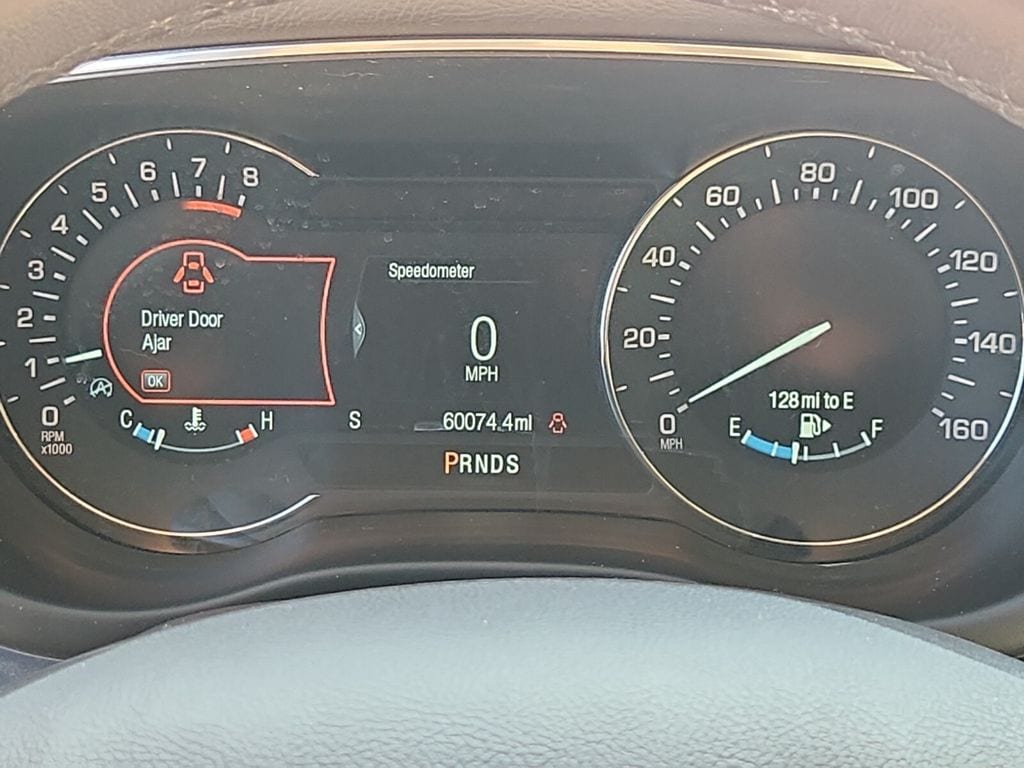 0
1
2
3
4
5
6
7
8
RPM
x1000
Driver Door
Ajar
OK
C
H
Speedometer
0
MPH
S
60074.4mi
PRNDS
0
20
40
60
80
100
120
140
160
MPH
128 mi to E
E
F